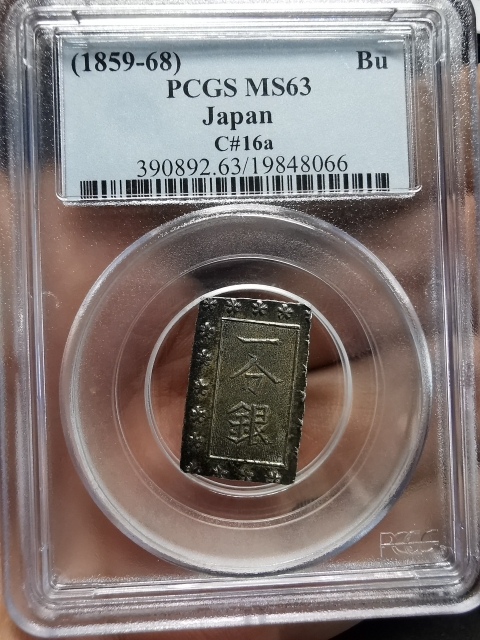 (1859-68) Bu
PCGS MS63
Japan
C#16a
390892.63/19848066
一
分
銀
PCGS